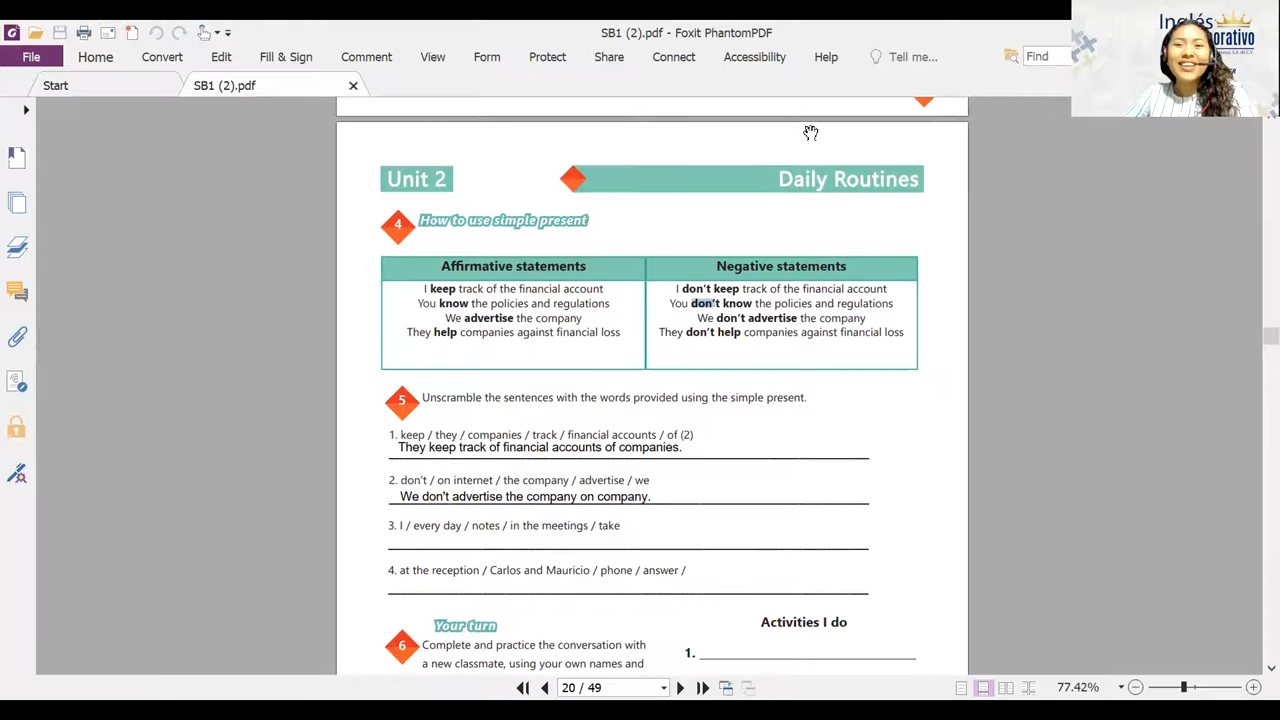 SB1 (2).pdf - Foxit PhantomPDF
File Home Convert Edit Fill & Sign Comment View Form Protect Share Connect Accessibility Help Tell me... Find
Inglés
orativo
Start SB1 (2).pdf
Unit 2 Daily Routines
4 How to use simple present
Affirmative statements Negative statements
I keep track of the financial account I don't keep track of the financial account
You know the policies and regulations You don't know the policies and regulations
We advertise the company We don't advertise the company
They help companies against financial loss They don't help companies against financial loss
5 Unscramble the sentences with the words provided using the simple present.
1. keep / they / companies / track / financial accounts / of (2)
They keep track of financial accounts of companies.
2. don't / on internet / the company / advertise / we
We don't advertise the company on company.
3. I / every day / notes / in the meetings / take
4. at the reception / Carlos and Mauricio / phone / answer /
Your turn
6 Complete and practice the conversation with
a new classmate, using your own names and
Activities I do
1.
20 / 49 77.42%